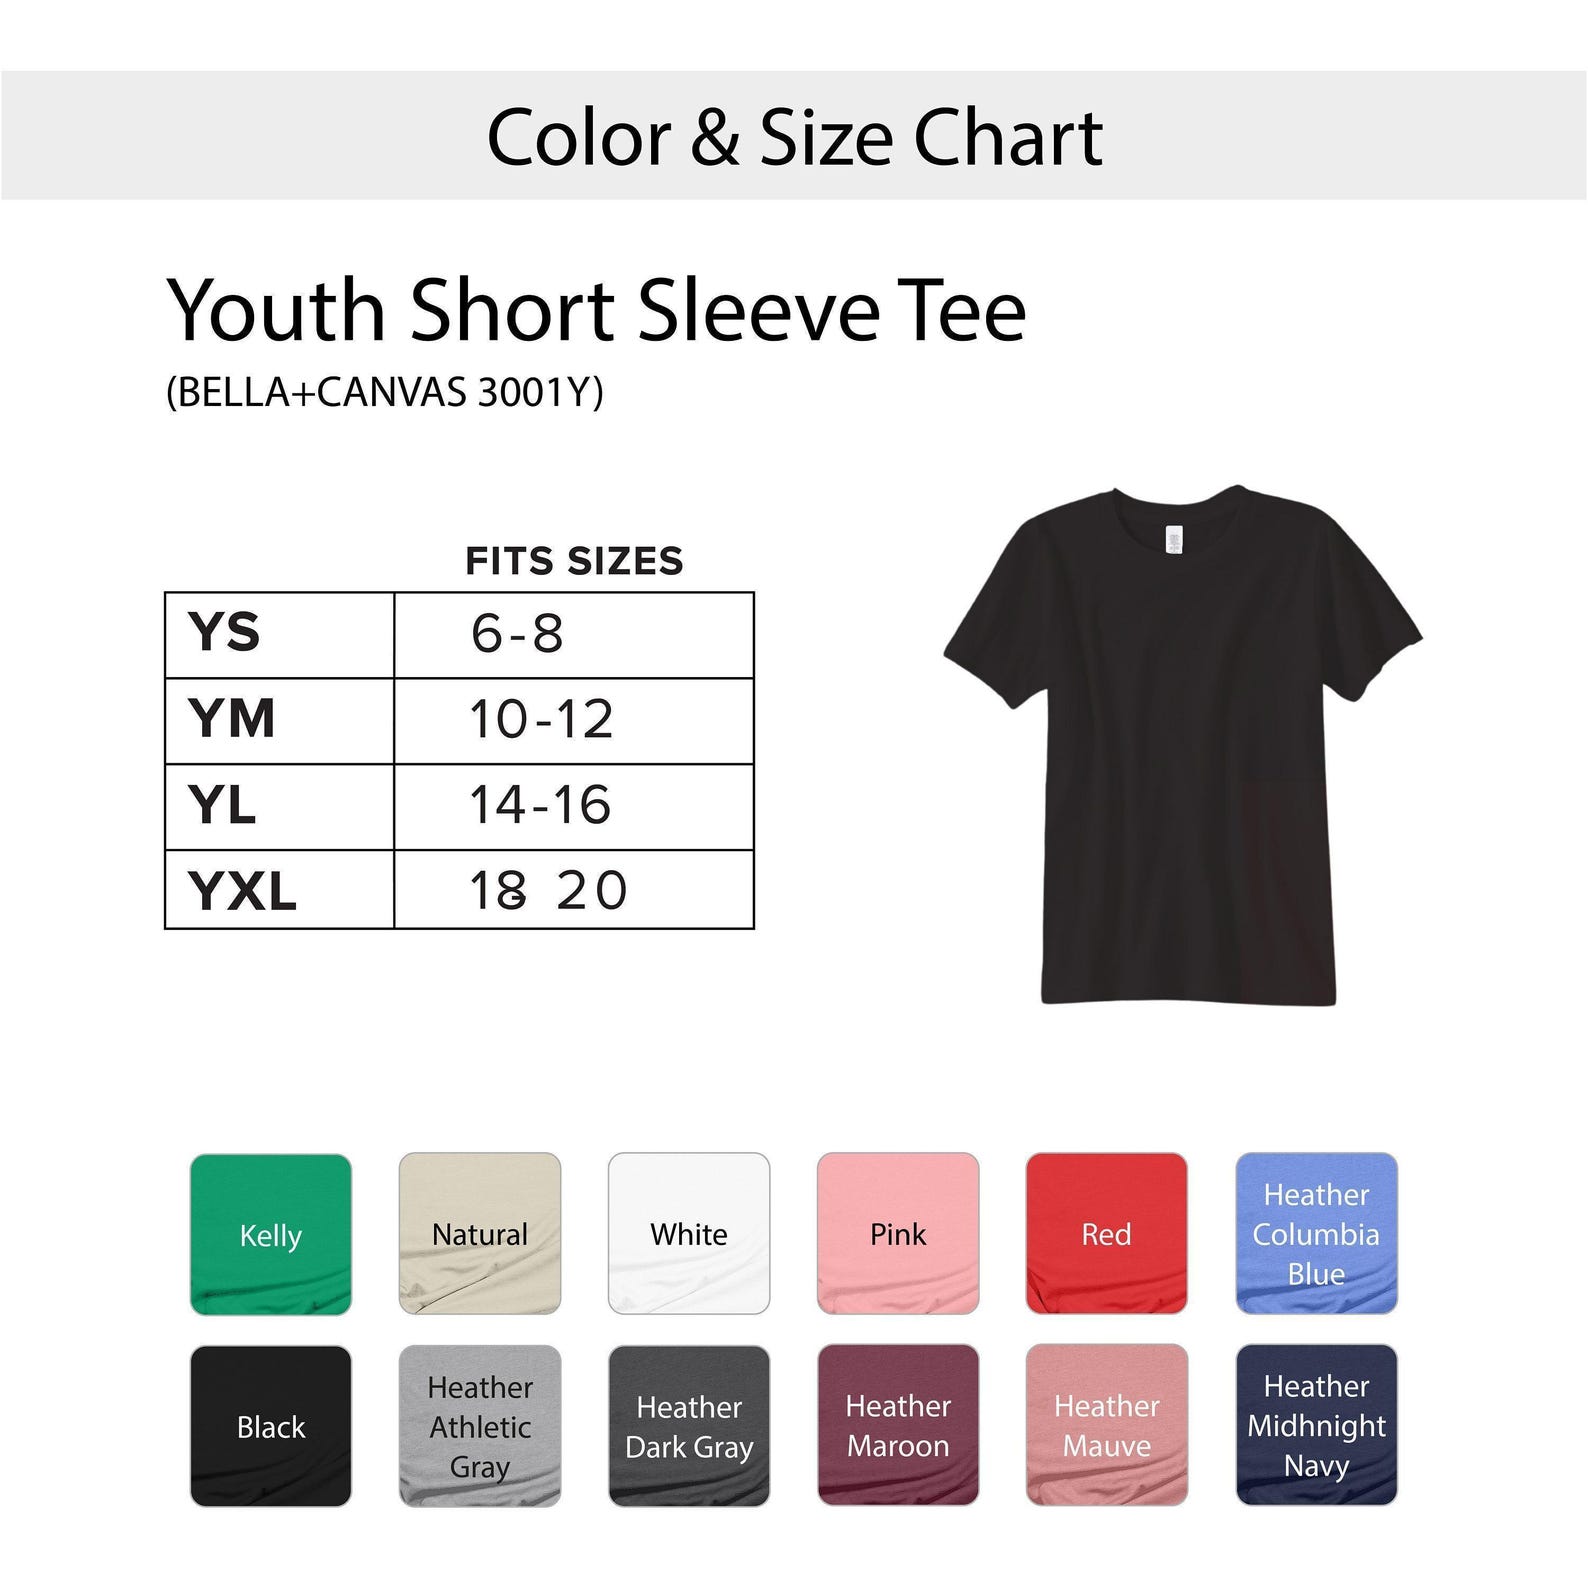 Color & Size Chart
Youth Short Sleeve Tee
(BELLA+CANVAS 3001Y)
FITS SIZES
YS 6-8
YM 10-12
YL 14-16
YXL 18- 20
Kelly
Natural
White
Pink
Red
Heather
Columbia
Blue
Black
Heather
Athletic
Gray
Heather
Dark Gray
Heather
Maroon
Heather
Mauve
Heather
Midhnight
Navy